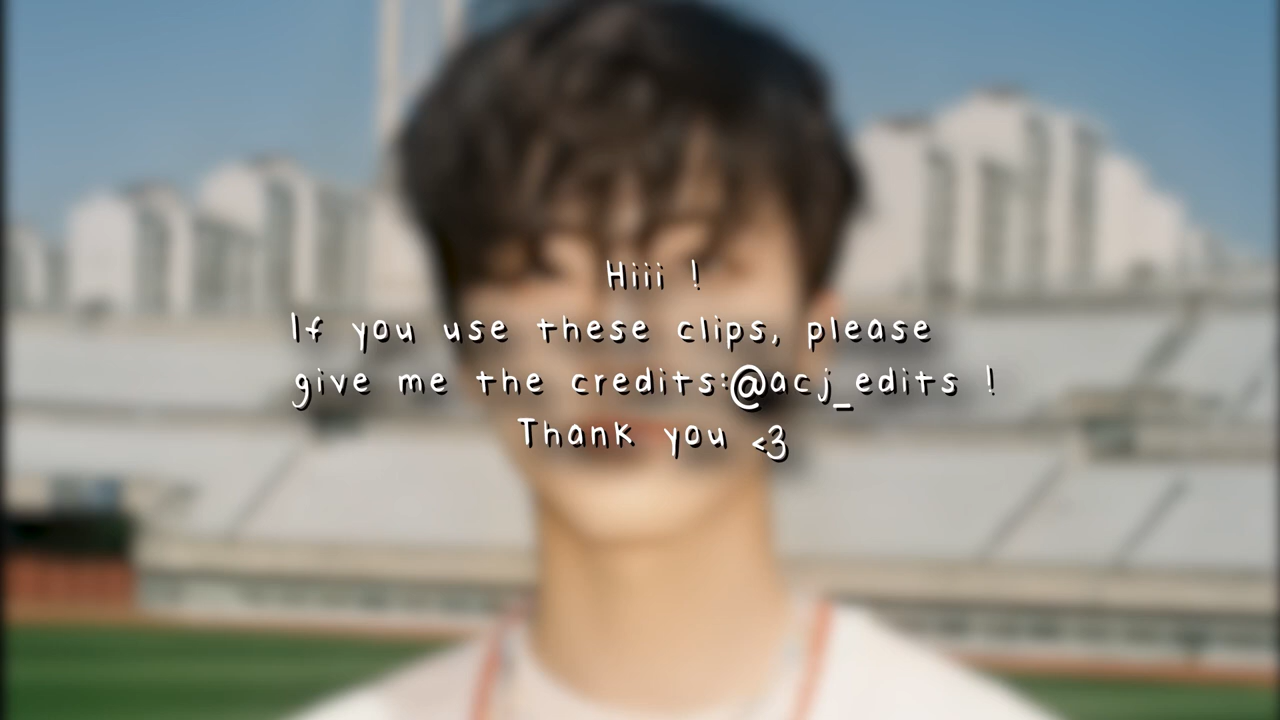 Hiii !
If you use these clips, please
give me the credits:@acj_edits !
Thank you <3